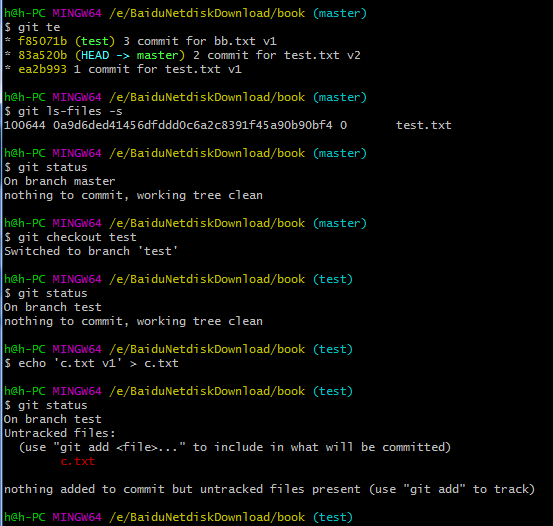 h@h-PC MINGW64 /e/BaiduNetdiskDownload/book (master)
$ git te
* f85071b (test) 3 commit for bb.txt v1
* 83a520b (HEAD -> master) 2 commit for test.txt v2
* ea2b993 1 commit for test.txt v1
h@h-PC MINGW64 /e/BaiduNetdiskDownload/book (master)
$ git ls-files -s
100644 0a9d6ded41456dfddd0c6a2c8391f45a90b90bf4 0 test.txt
h@h-PC MINGW64 /e/BaiduNetdiskDownload/book (master)
$ git status
On branch master
nothing to commit, working tree clean
h@h-PC MINGW64 /e/BaiduNetdiskDownload/book (master)
$ git checkout test
Switched to branch 'test'
h@h-PC MINGW64 /e/BaiduNetdiskDownload/book (test)
$ git status
On branch test
nothing to commit, working tree clean
h@h-PC MINGW64 /e/BaiduNetdiskDownload/book (test)
$ echo 'c.txt v1' > c.txt
h@h-PC MINGW64 /e/BaiduNetdiskDownload/book (test)
$ git status
On branch test
Untracked files:
(use "git add <file>..." to include in what will be committed)
c.txt
nothing added to commit but untracked files present (use "git add" to track)
h@h-PC MINGW64 /e/BaiduNetdiskDownload/book (test)